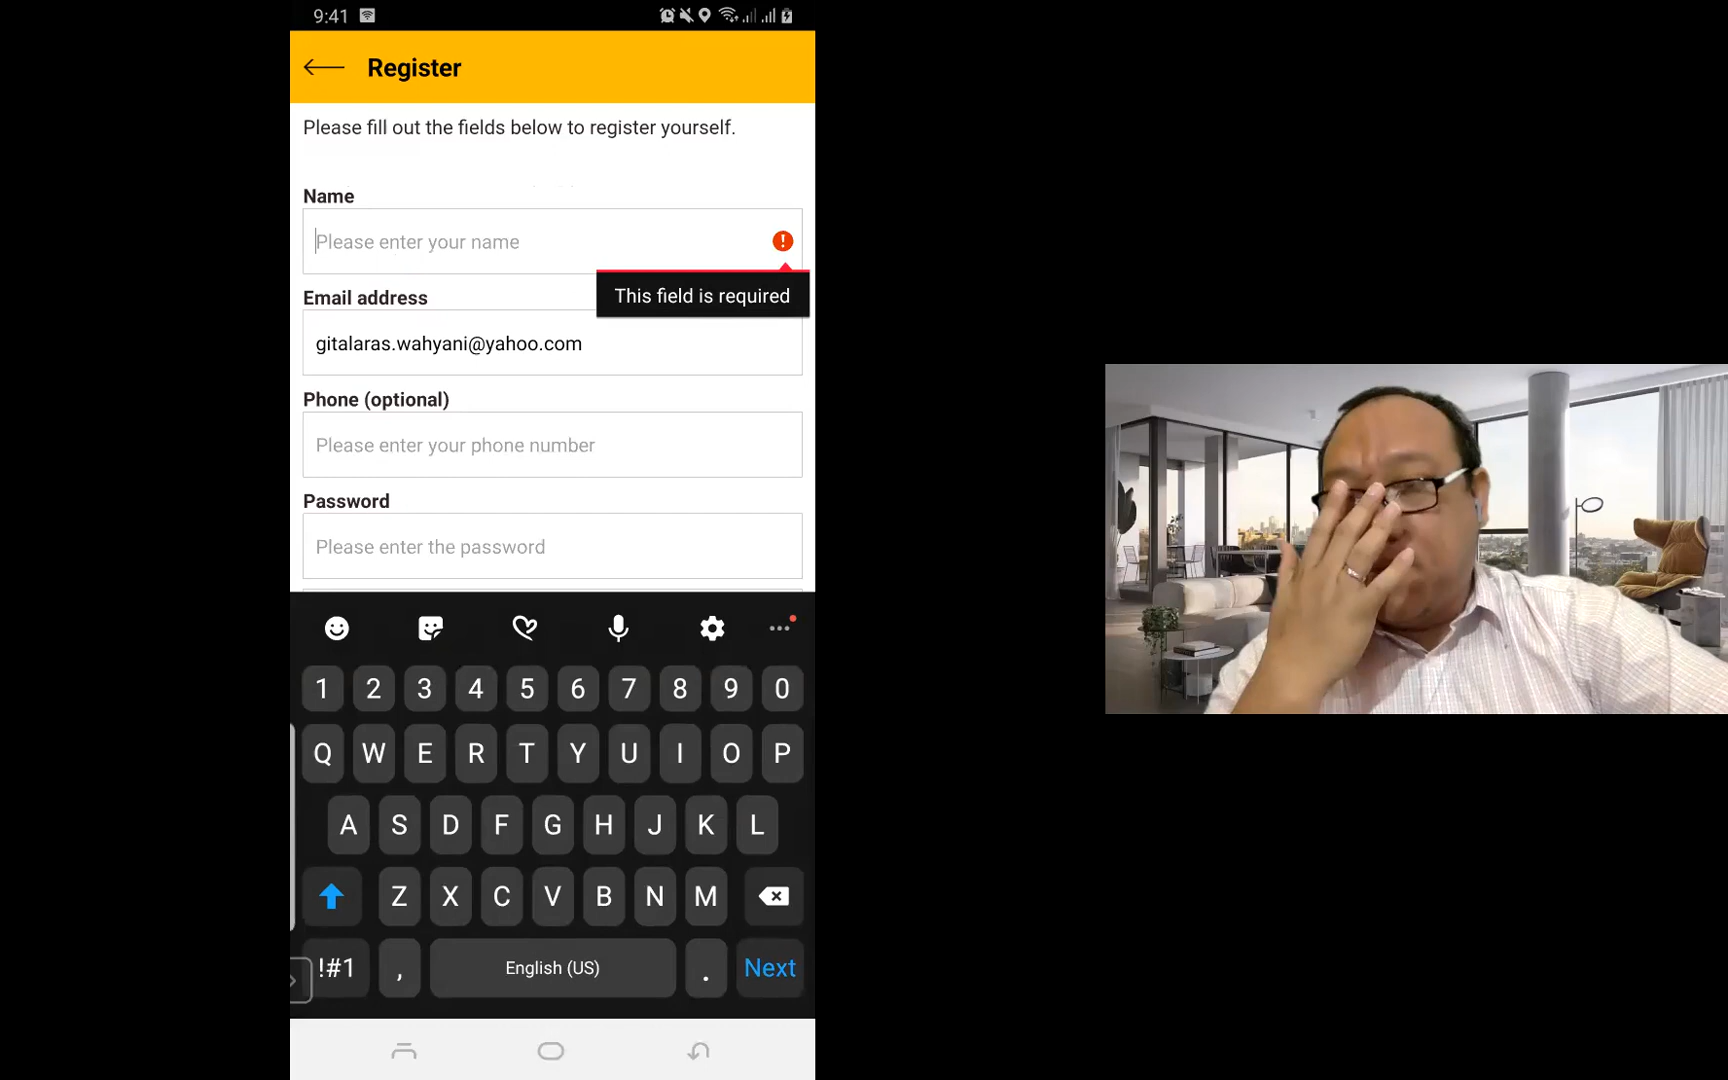 9:41
Register
Please fill out the fields below to register yourself.
Name
Please enter your name
!
This field is required
Email address
gitalaras.wahyani@yahoo.com
Phone (optional)
Please enter your phone number
Password
Please enter the password
1 2 3 4 5 6 7 8 9 0
Q W E R T Y U I O P
A S D F G H J K L
Z X C V B N M
!#1 , English (US) . Next